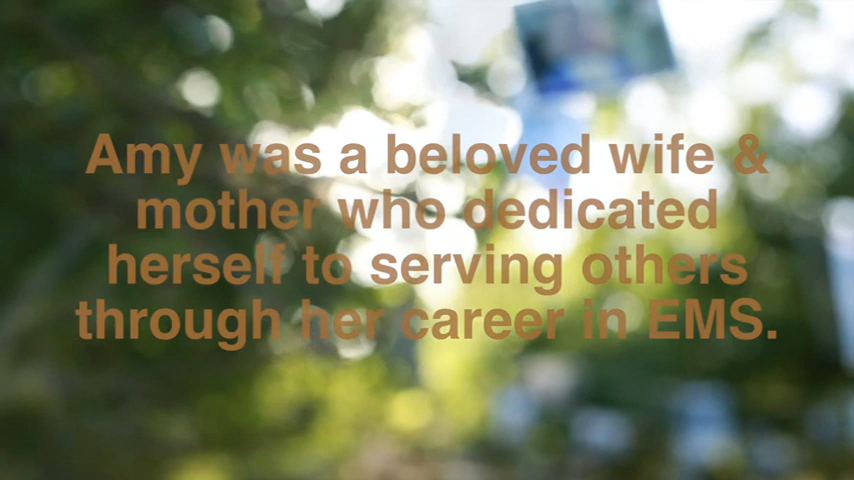 Amy was a beloved wife &
mother who dedicated
herself to serving others
through her career in EMS.